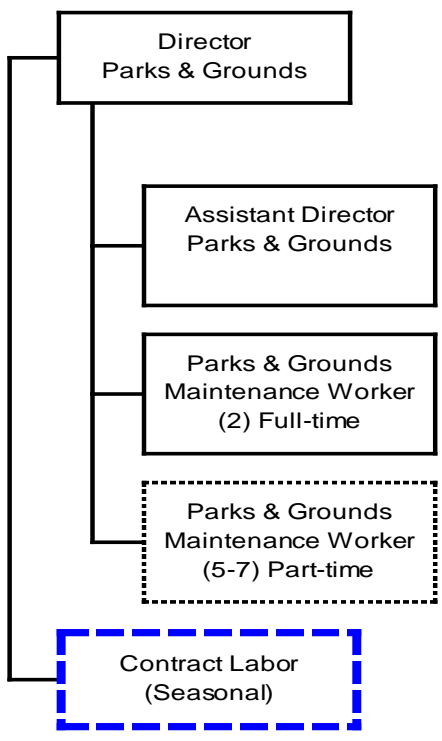 Director
Parks & Grounds
Assistant Director
Parks & Grounds
Parks & Grounds
Maintenance Worker
(2) Full-time
Parks & Grounds
Maintenance Worker
(5-7) Part-time
Contract Labor
(Seasonal)